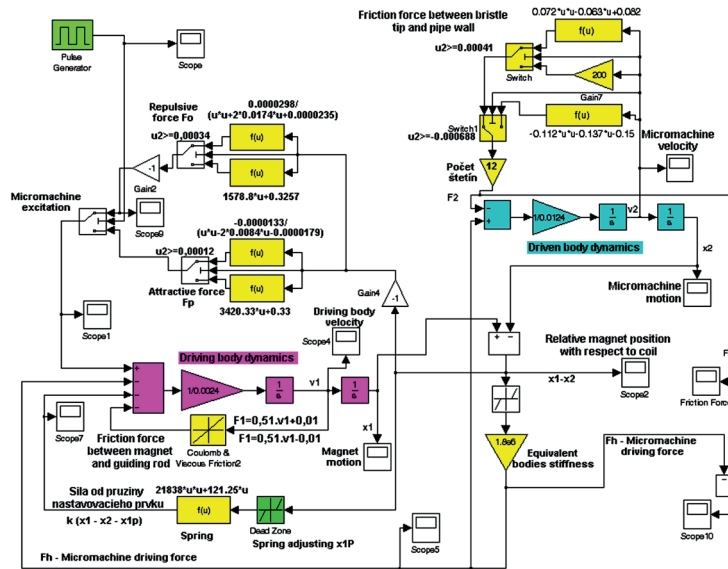 Pulse
Generator
Scope
Friction force between bristle
tip and pipe wall
0.072*u*u-0.063*u+0.082
f(u)
u2>=0.00041
Switch
200
Gain7
Switch1
f(u)
u2>=-0.000688
-0.112*u*u-0.137*u-0.15
Micromachine
velocity
Počet
štetín
12
F2
Repulsive
force Fo
0.0000298/
(u*u+2*0.0174*u+0.0000235)
u2>=0,00034
f(u)
f(u)
-1
Gain2
1578.8*u+0.3257
Micromachine
excitation
Scope9
-0.0000133/
(u*u-2*0.0084*u-0.0000179)
u2>=0,00012
f(u)
f(u)
Attractive force
Fp
3420.33*u+0.33
Gain4
-1
1/0.0124
1
s
v2
1
s
Driven body dynamics
x2
Micromachine
motion
Scope1
Driving body
velocity
Scope4
Relative magnet position
with respect to coil
x1-x2
Scope2
Driving body dynamics
1/0.0024
1
s
v1
1
s
x1
Scope7
Friction force
between magnet
and guiding rod
F1=0,51.v1+0,01
F1=0,51.v1-0,01
Coulomb &
Viscous Friction2
Magnet
motion
1.8e6
Equivalent
bodies stiffness
Friction Force
F
Fh - Micromachine
driving force
Sila od pruziny
nastavovacieho prvku
k (x1 - x2 - x1p)
21838*u*u+121.25*u
f(u)
Spring
Dead Zone
Spring adjusting x1P
Scope5
Scope10
Fh - Micromachine driving force